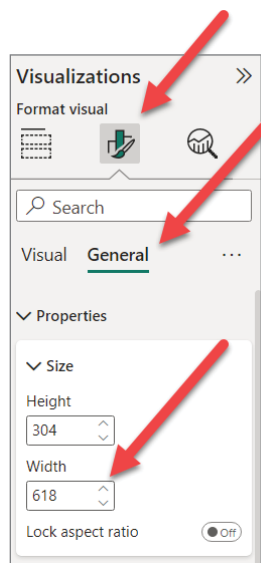 Visualizations
Format visual
Search
Visual General ...
Properties
Size
Height
304
Width
618
Lock aspect ratio Off